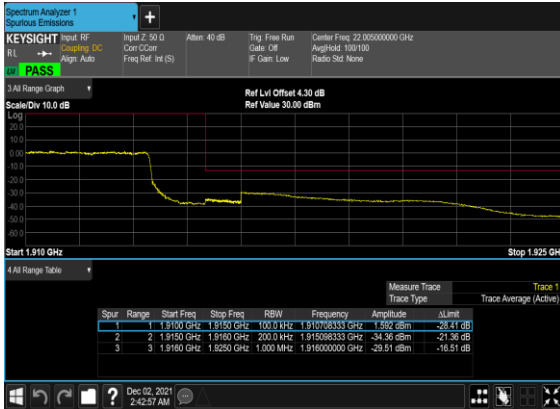 Spectrum Analyzer 1
Spurious Emissions
KEYSIGHT Input: RF Input Z: 50 Ω Atten: 40 dB Trig: Free Run Center Freq: 22.005000000 GHz
RL Coupling: DC Corr CCorr Gate: Off Avg|Hold: 100/100
Align: Auto Freq Ref: Int (S) IF Gain: Low Radio Std: None
PASS
3 All Range Graph
Ref Lvl Offset 4.30 dB
Scale/Div 10.0 dB Ref Value 30.00 dBm
Log
20.0
10.0
0.00
-10.0
-20.0
-30.0
-40.0
-50.0
-60.0
Start 1.910 GHz Stop 1.925 GH
4 All Range Table
Measure Trace Trace 1
Trace Type Trace Average (Active)
Spur Range Start Freq Stop Freq RBW Frequency Amplitude ΔLimit
1 1 1.9100 GHz 1.9150 GHz 100.0 kHz 1.910708333 GHz 1.592 dBm -28.41 dB
2 2 1.9150 GHz 1.9160 GHz 200.0 kHz 1.915098333 GHz -34.36 dBm -21.36 dB
3 3 1.9160 GHz 1.9250 GHz 1.000 MHz 1.916000000 GHz -29.51 dBm -16.51 dB
? Dec 02, 2021
2:42:57 AM